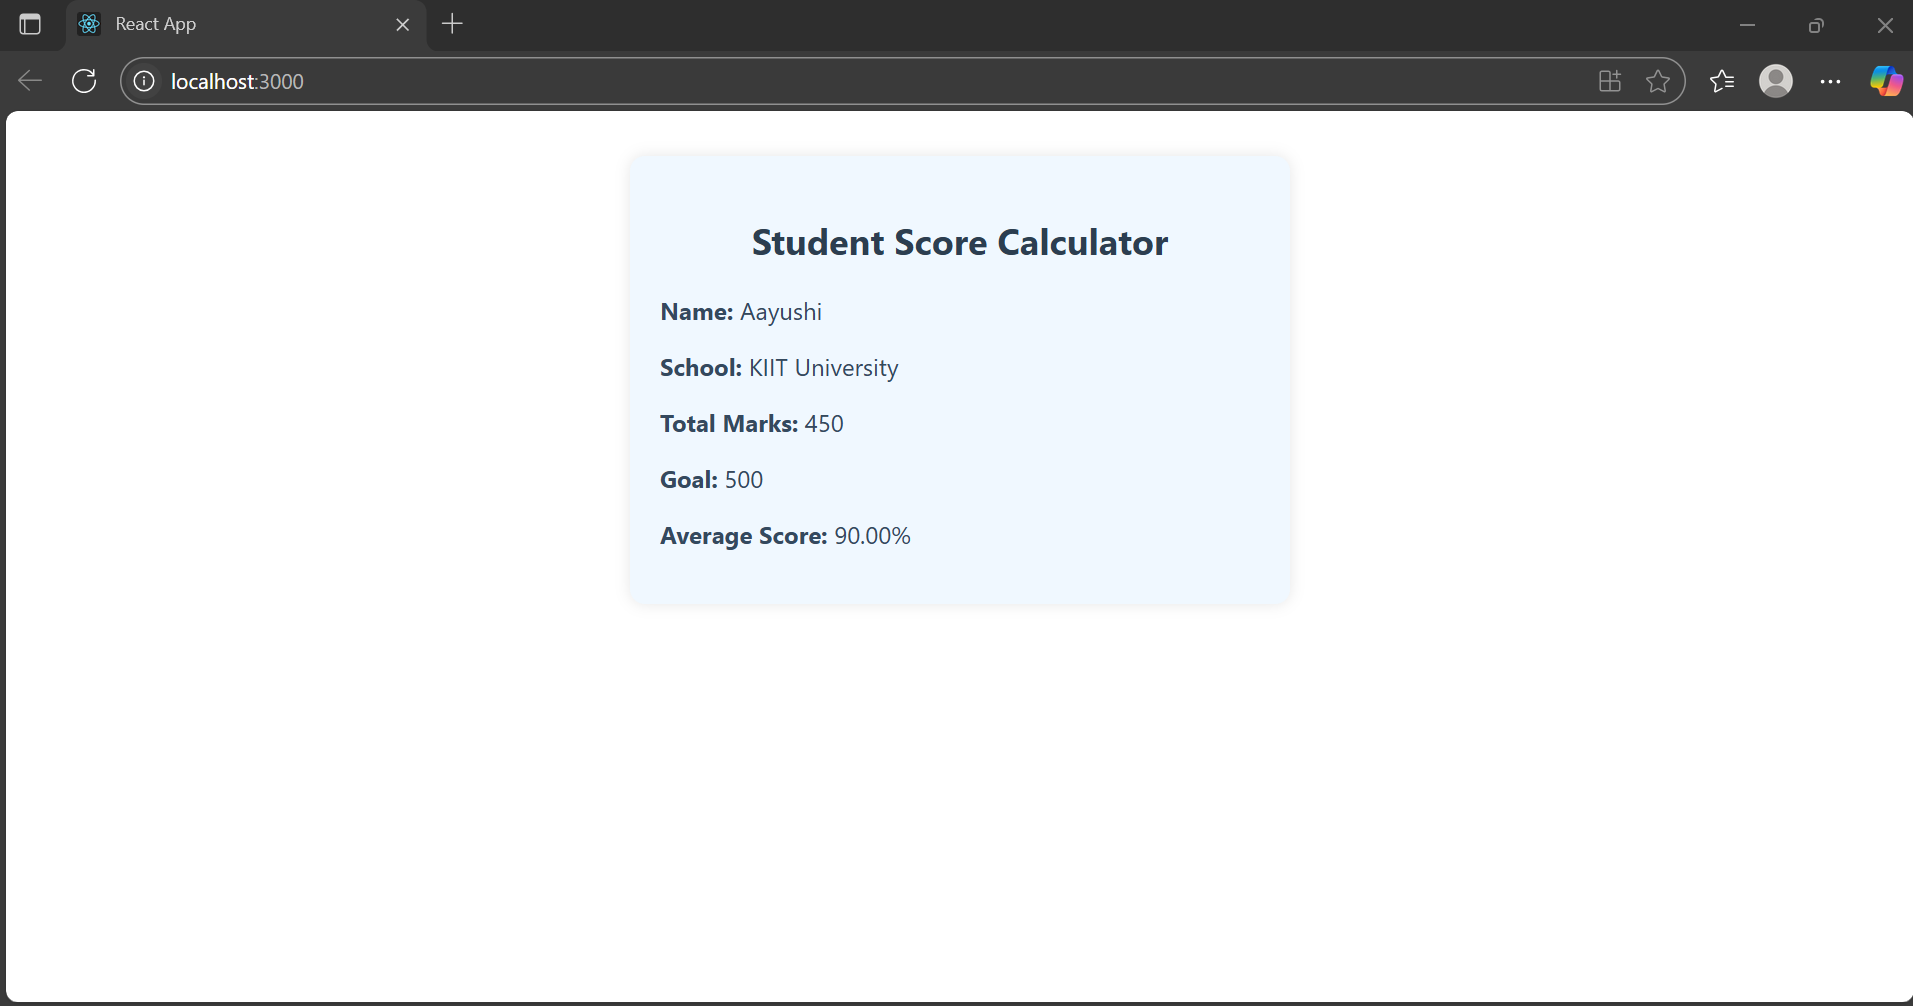 React App
localhost:3000
Student Score Calculator
Name: Aayushi
School: KIIT University
Total Marks: 450
Goal: 500
Average Score: 90.00%